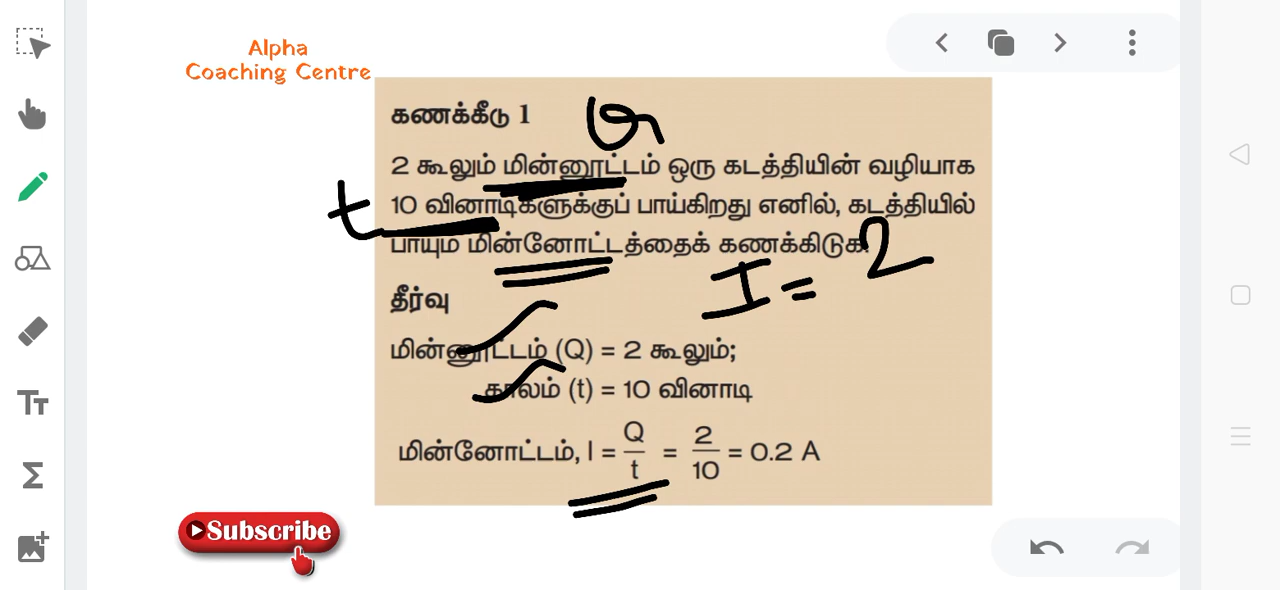 Alpha
Coaching Centre
கணக்கீடு 1
Q
2 கூலும் மின்னூட்டம் ஒரு கடத்தியின் வழியாக
t
10 வினாடிகளுக்குப் பாய்கிறது எனில், கடத்தியில்
பாயும் மின்னோட்டத்தைக் கணக்கிடுக.
I = 2
தீர்வு
மின்னூட்டம் (Q) = 2 கூலும்;
காலம் (t) = 10 வினாடி
மின்னோட்டம், I = Q/t = 2/10 = 0.2 A
Subscribe
TT
Σ